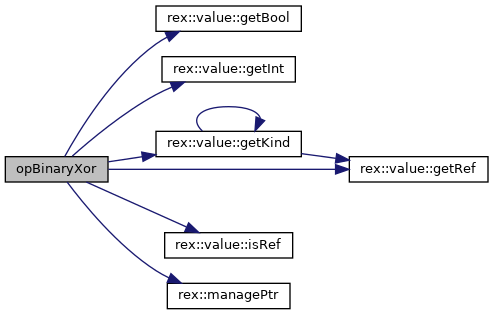 rex::value::getBool
rex::value::getInt
rex::value::getKind
opBinaryXor
rex::value::getRef
rex::value::isRef
rex::managePtr